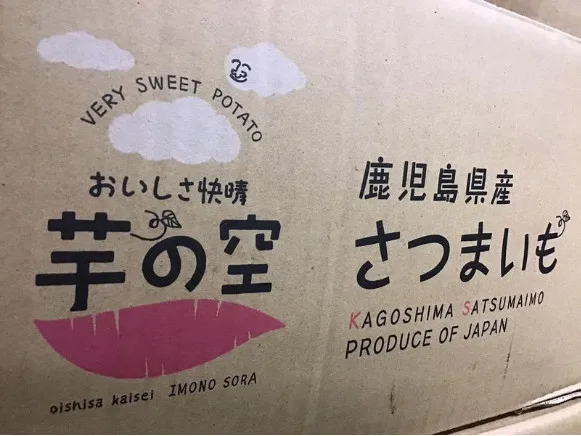 VERY SWEET POTATO
おいしさ快晴
芋の空
oishisa kaisei IMONO SORA
鹿児島県産
さつまいも
KAGOSHIMA SATSUMAIMO
PRODUCE OF JAPAN